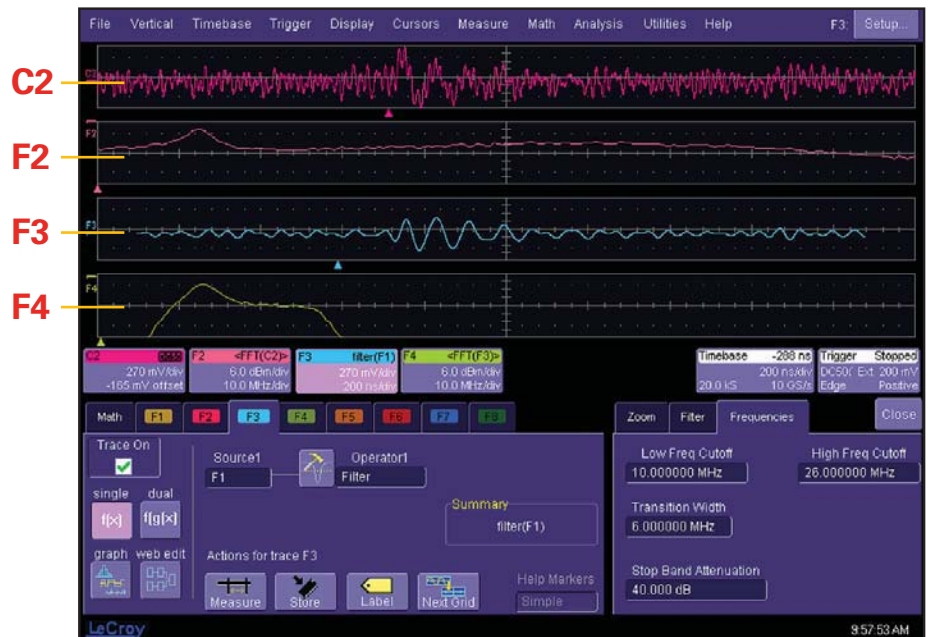 File Vertical Timebase Trigger Display Cursors Measure Math Analysis Utilities Help F3: Setup...
C2
C2
F2
F2
F3
F3
F4
F4
C2
270 mV/div
-165 mV offset
F2 <FFT(C2)>
6.0 dBm/div
10.0 MHz/div
F3 filter(F1)
270 mV/div
200 ns/div
F4 <FFT(F3)>
6.0 dBm/div
10.0 MHz/div
Timebase -288 ns
200 ns/div
20.0 kS 10 GS/s
Trigger Stopped
Ext 200 mV
Edge Positive
Math F1 F2 F3 F4 F5 F6 F7 F8
Zoom Filter Frequencies Close
Trace On
single dual
f(x) f(g(x)
graph web edit
Source1
F1
Operator1
Filter
Summary
filter(F1)
Actions for trace F3
Measure Store Label Next Grid
Help Markers
Simple
Low Freq Cutoff
10.000000 MHz
High Freq Cutoff
26.000000 MHz
Transition Width
6.000000 MHz
Stop Band Attenuation
40.000 dB
LeCroy
9:57:53 AM